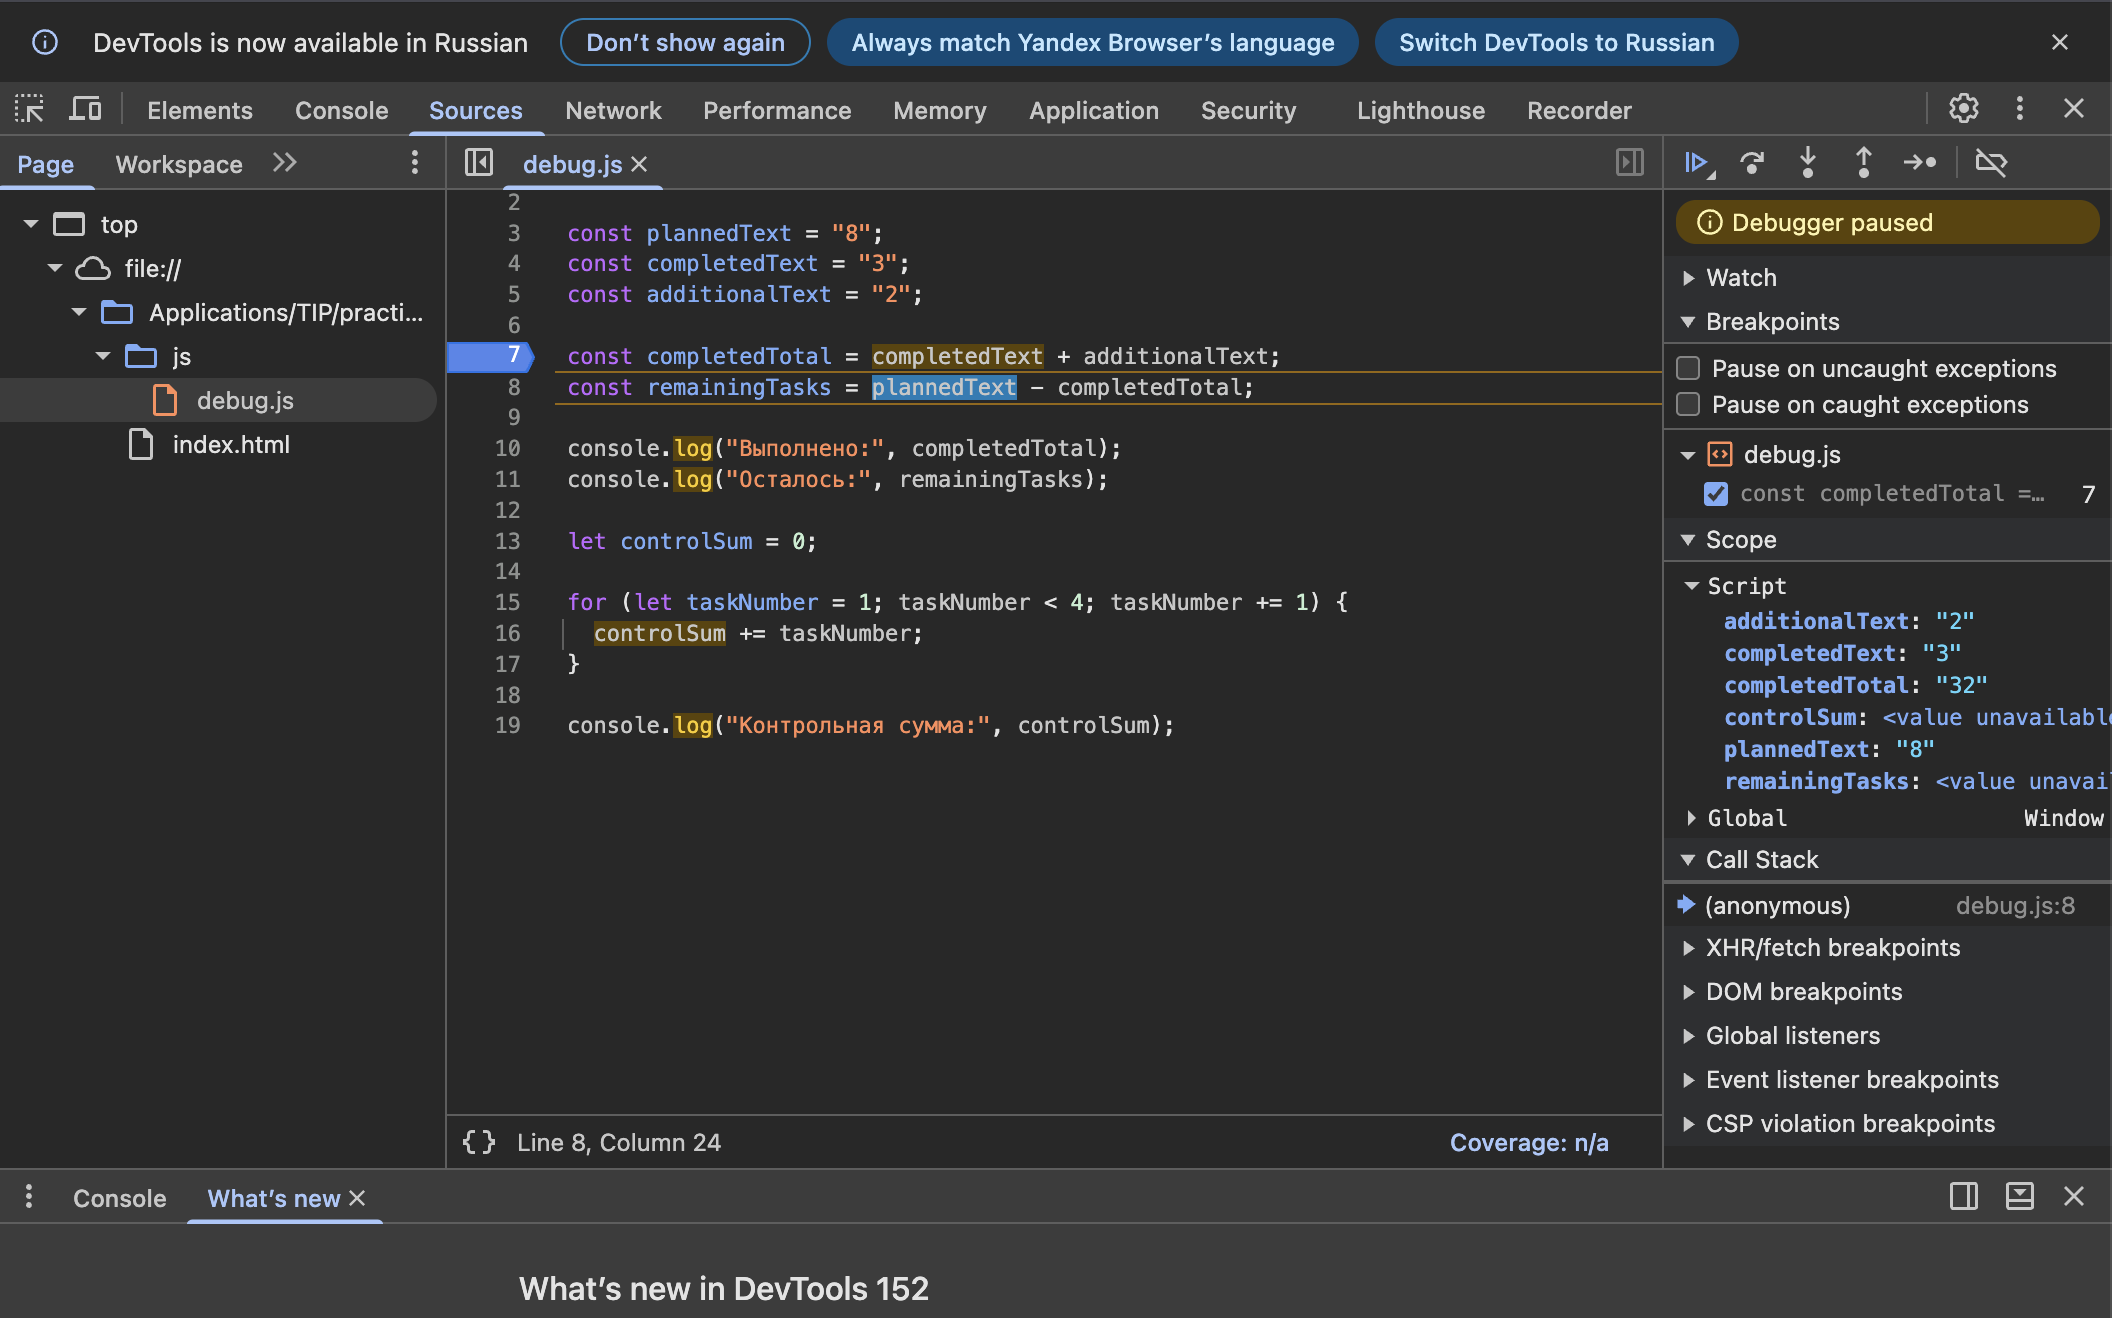 DevTools is now available in Russian Don’t show again Always match Yandex Browser’s language Switch DevTools to Russian
Elements Console Sources Network Performance Memory Application Security Lighthouse Recorder
Page Workspace
top
file://
Applications/TIP/practi...
js
debug.js
index.html
debug.js
2
3 const plannedText = "8";
4 const completedText = "3";
5 const additionalText = "2";
6
7 const completedTotal = completedText + additionalText;
8 const remainingTasks = plannedText - completedTotal;
9
10 console.log("Выполнено:", completedTotal);
11 console.log("Осталось:", remainingTasks);
12
13 let controlSum = 0;
14
15 for (let taskNumber = 1; taskNumber < 4; taskNumber += 1) {
16 controlSum += taskNumber;
17 }
18
19 console.log("Контрольная сумма:", controlSum);
{} Line 8, Column 24 Coverage: n/a
Debugger paused
Watch
Breakpoints
Pause on uncaught exceptions
Pause on caught exceptions
debug.js
const completedTotal =… 7
Scope
Script
additionalText: "2"
completedText: "3"
completedTotal: "32"
controlSum: <value unavailable
plannedText: "8"
remainingTasks: <value unavail
Global Window
Call Stack
(anonymous) debug.js:8
XHR/fetch breakpoints
DOM breakpoints
Global listeners
Event listener breakpoints
CSP violation breakpoints
Console What’s new
What’s new in DevTools 152